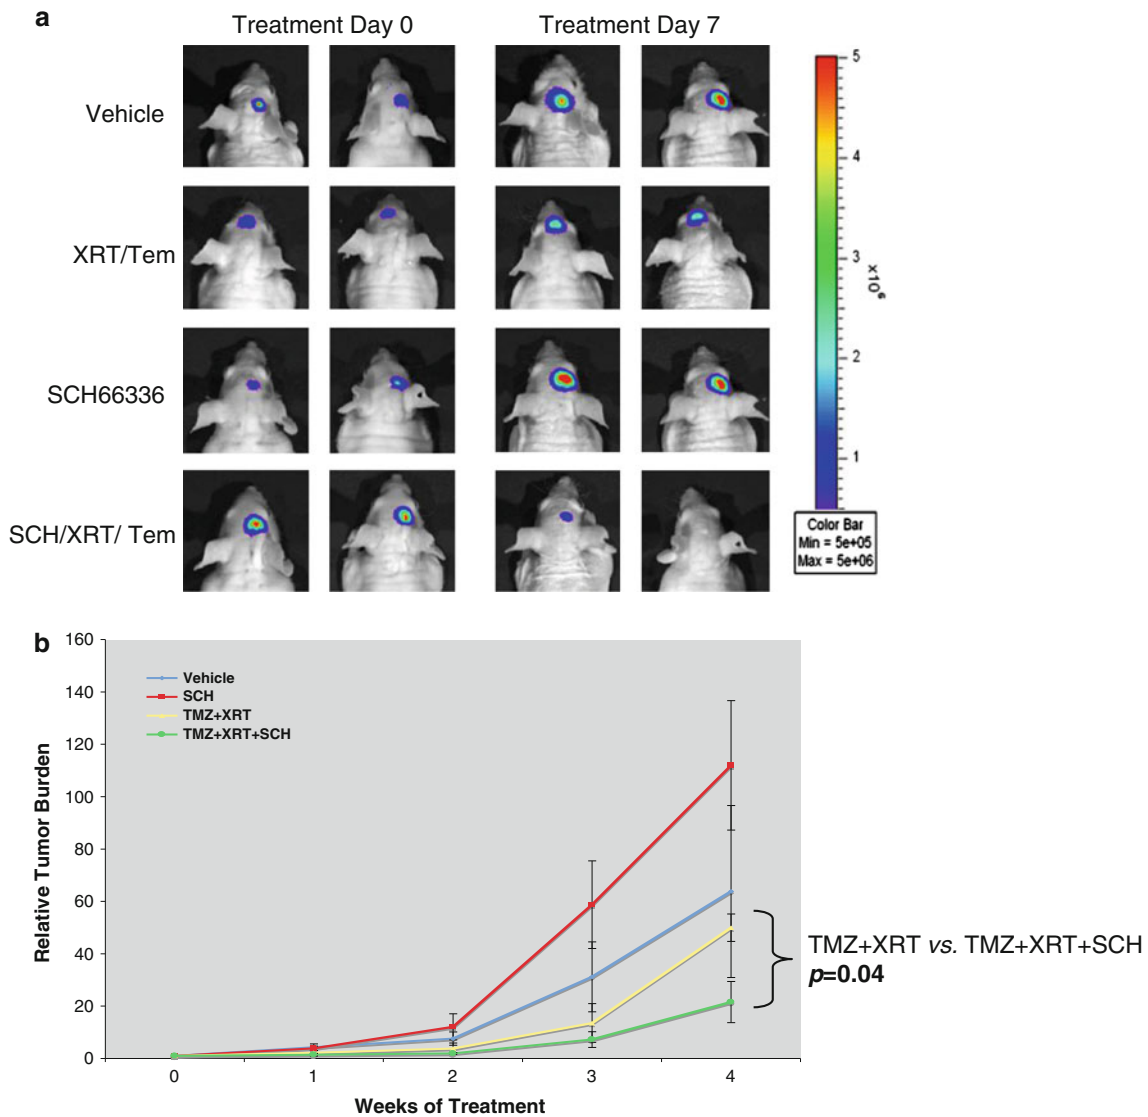 a
Treatment Day 0
Treatment Day 7
Vehicle
XRT/Tem
SCH66336
SCH/XRT/ Tem
5
4
3
2
1
x10⁶
Color Bar
Min = 5e+05
Max = 5e+06
b
160
140
120
100
80
60
40
20
0
Relative Tumor Burden
Vehicle
SCH
TMZ+XRT
TMZ+XRT+SCH
0
1
2
3
4
Weeks of Treatment
TMZ+XRT vs. TMZ+XRT+SCH
p=0.04